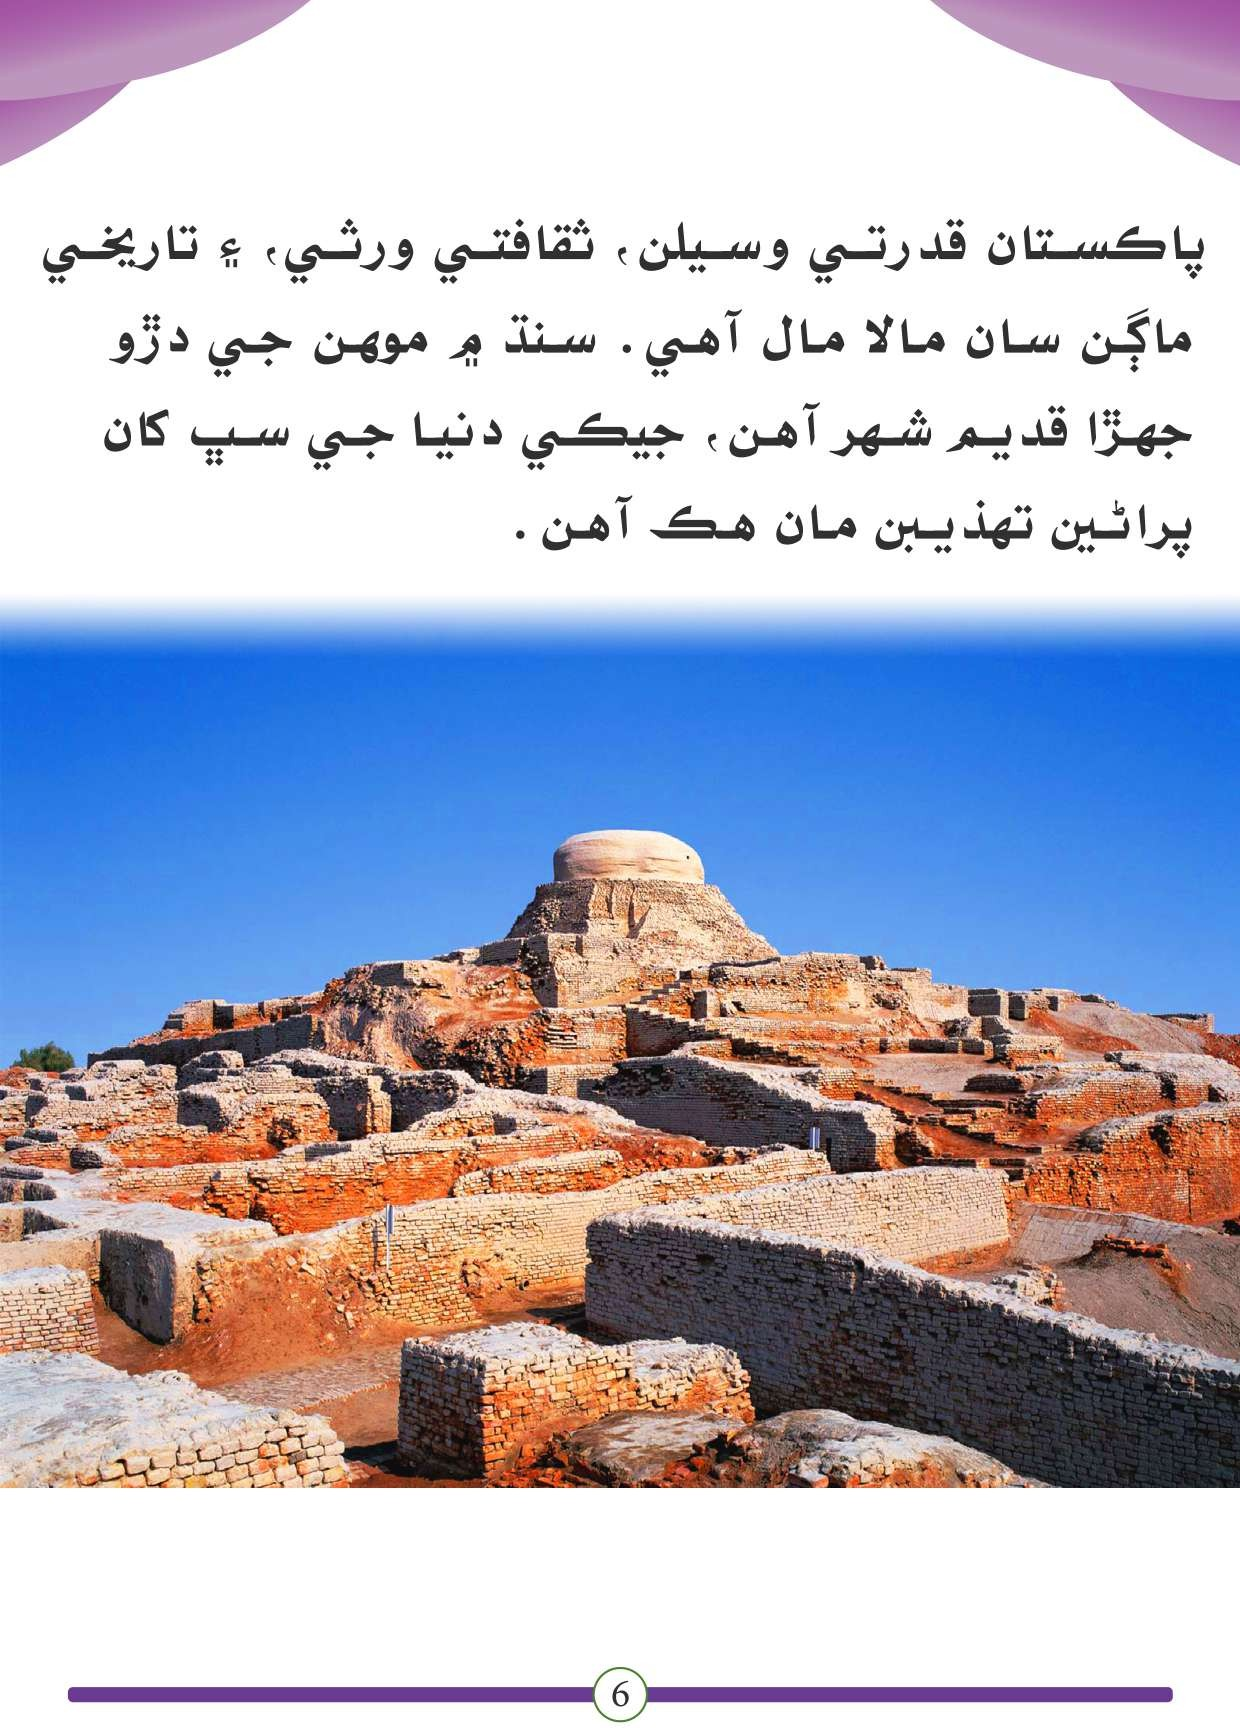 پاڪستان قدرتي وسيلن، ثقافتي ورثي، ۽ تاريخي
ماڳن سان مالا مال آهي. سنڌ ۾ موهن جي دڙو
جهڙا قديم شهر آهن، جيڪي دنيا جي سڀ کان
پراڻين تهذيبن مان هڪ آهن.
6